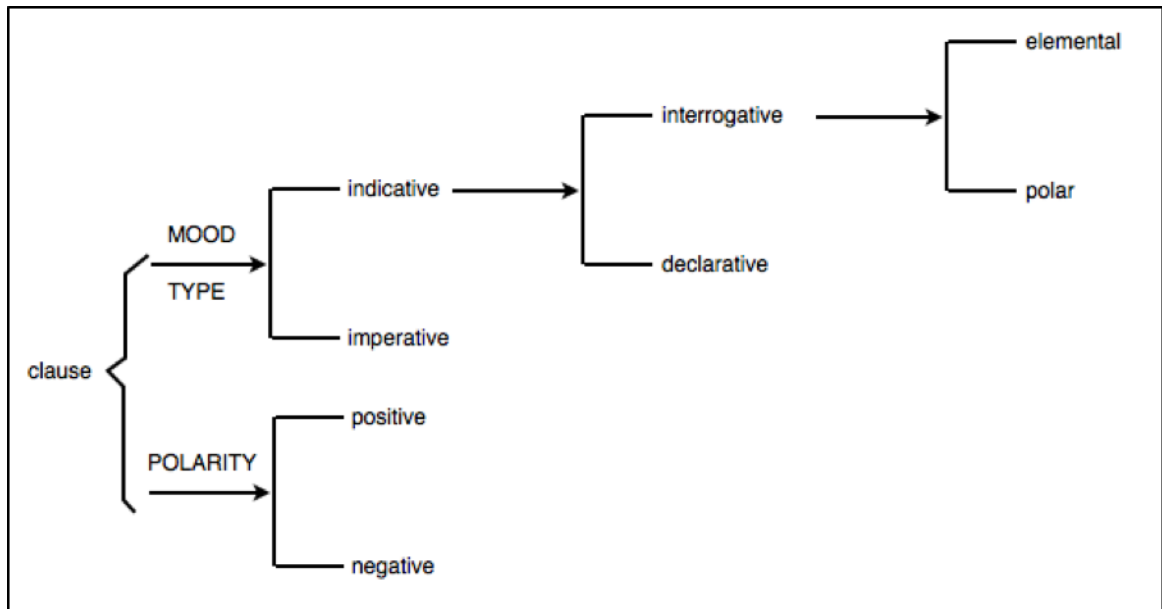 elemental
interrogative
indicative
polar
MOOD
TYPE
declarative
imperative
clause
positive
POLARITY
negative